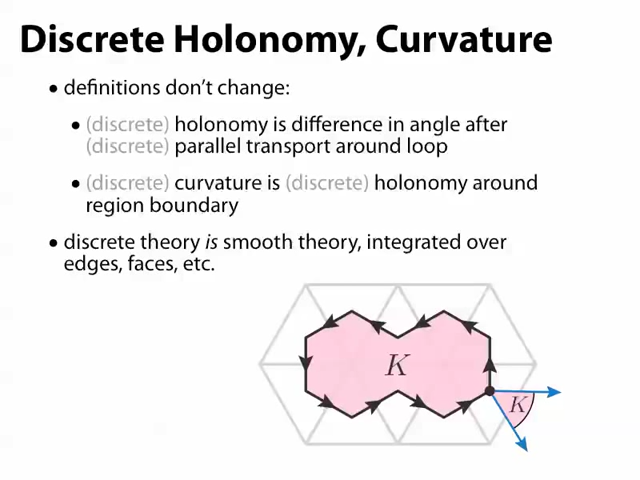 Discrete Holonomy, Curvature
• definitions don't change:
• (discrete) holonomy is difference in angle after
(discrete) parallel transport around loop
• (discrete) curvature is (discrete) holonomy around
region boundary
• discrete theory is smooth theory, integrated over
edges, faces, etc.
K
K